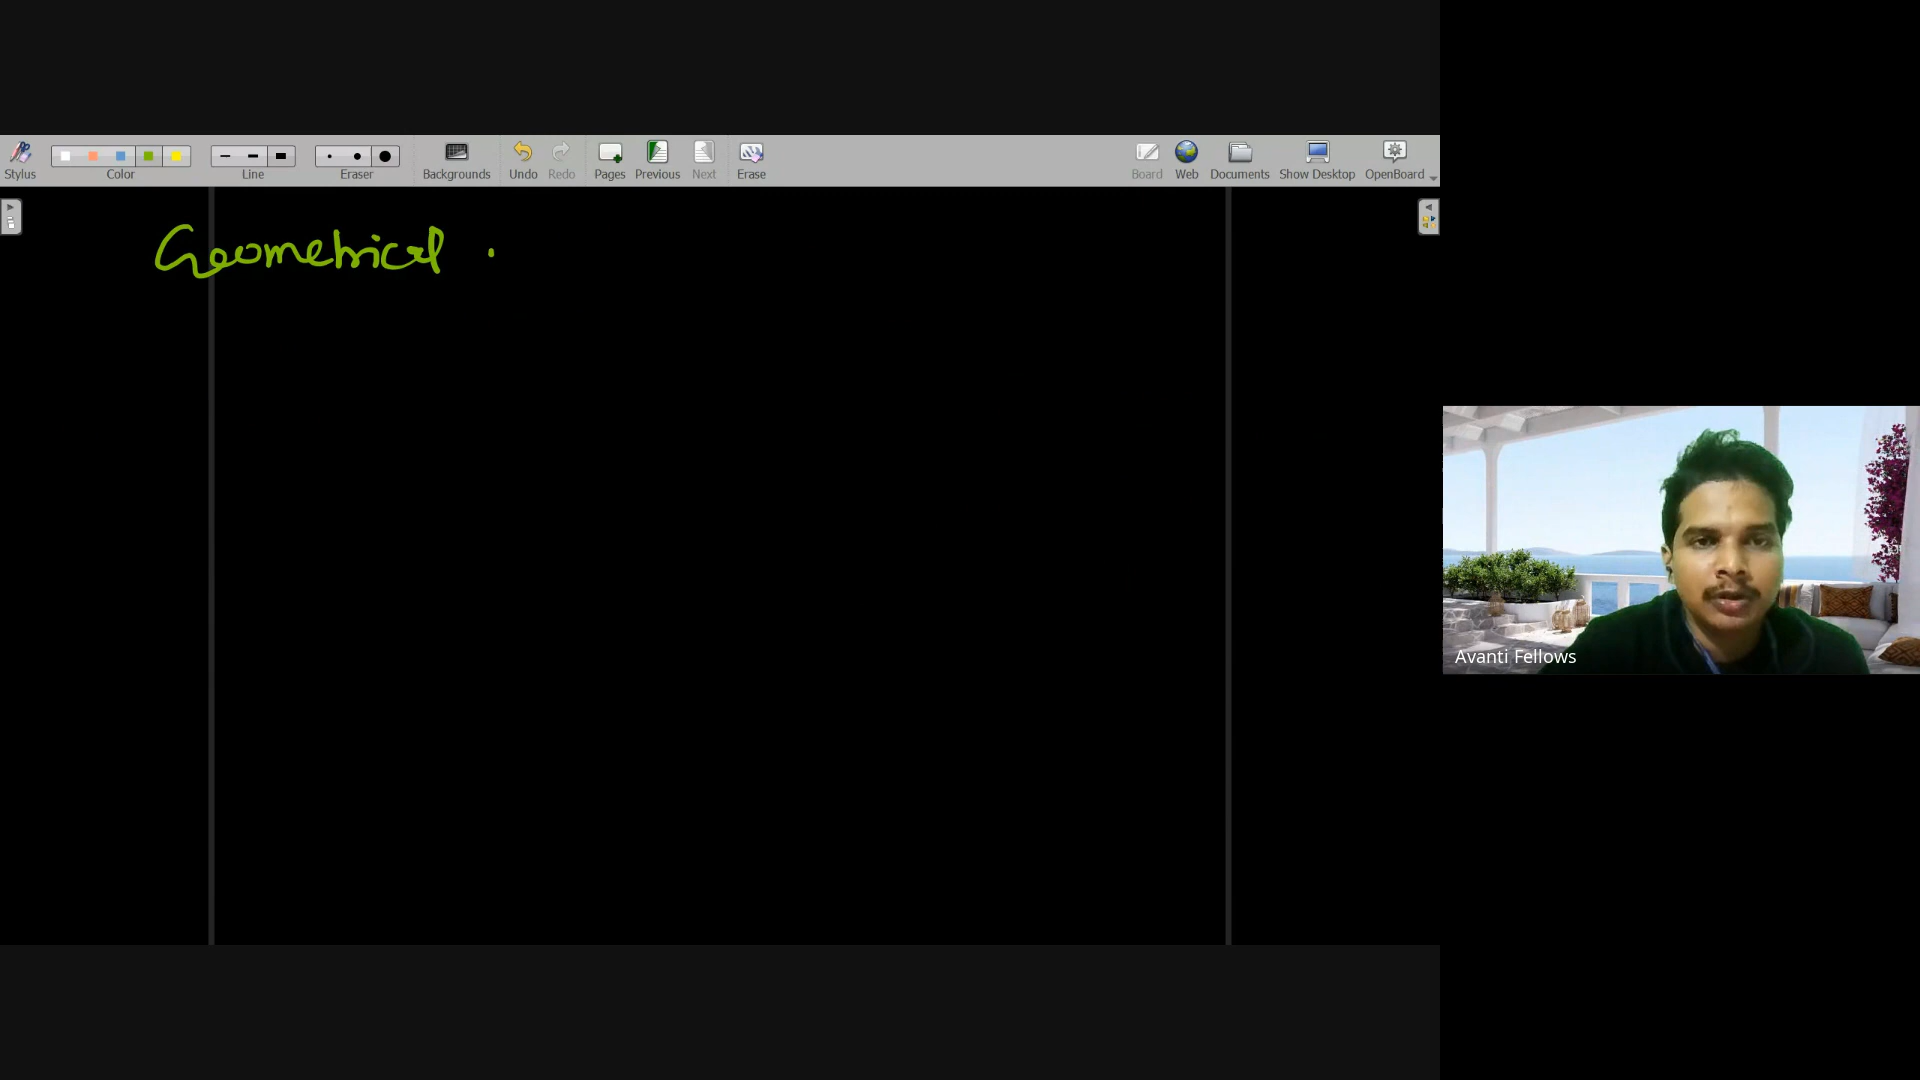 Stylus Color Line Eraser Backgrounds Undo Redo Pages Previous Next Erase Board Web Documents Show Desktop OpenBoard
Geometrical .
Avanti Fellows